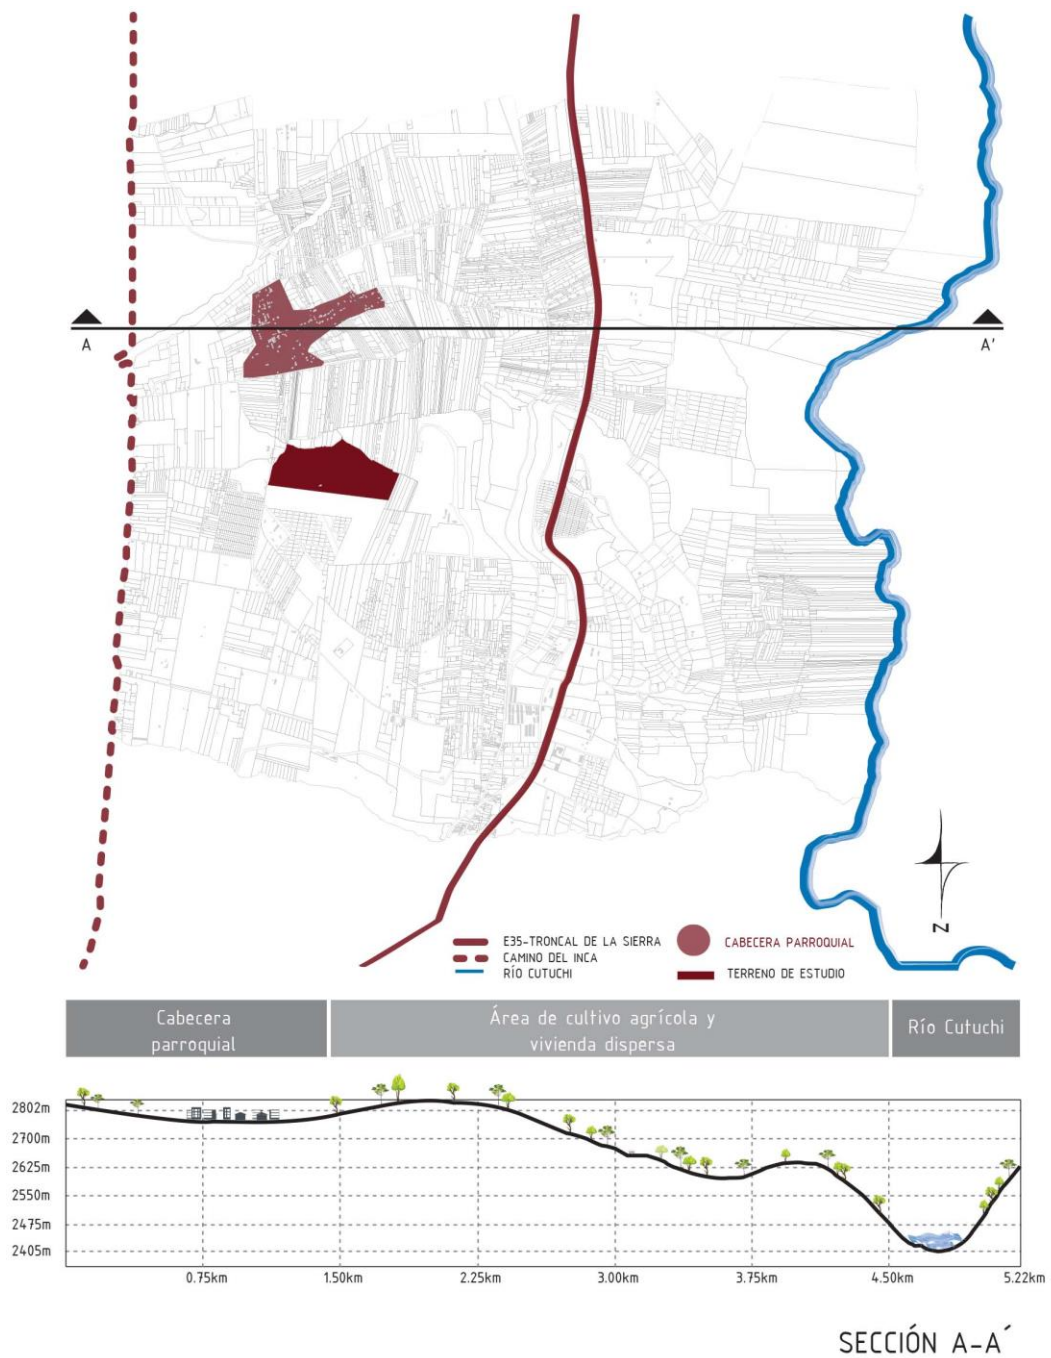 A
A'
Z
E35-TRONCAL DE LA SIERRA
CAMINO DEL INCA
RÍO CUTUCHI
CABECERA PARROQUIAL
TERRENO DE ESTUDIO
Cabecera
parroquial
Área de cultivo agrícola y
vivienda dispersa
Río Cutuchi
2802m
2700m
2625m
2550m
2475m
2405m
0.75km
1.50km
2.25km
3.00km
3.75km
4.50km
5.22km
SECCIÓN A-A´